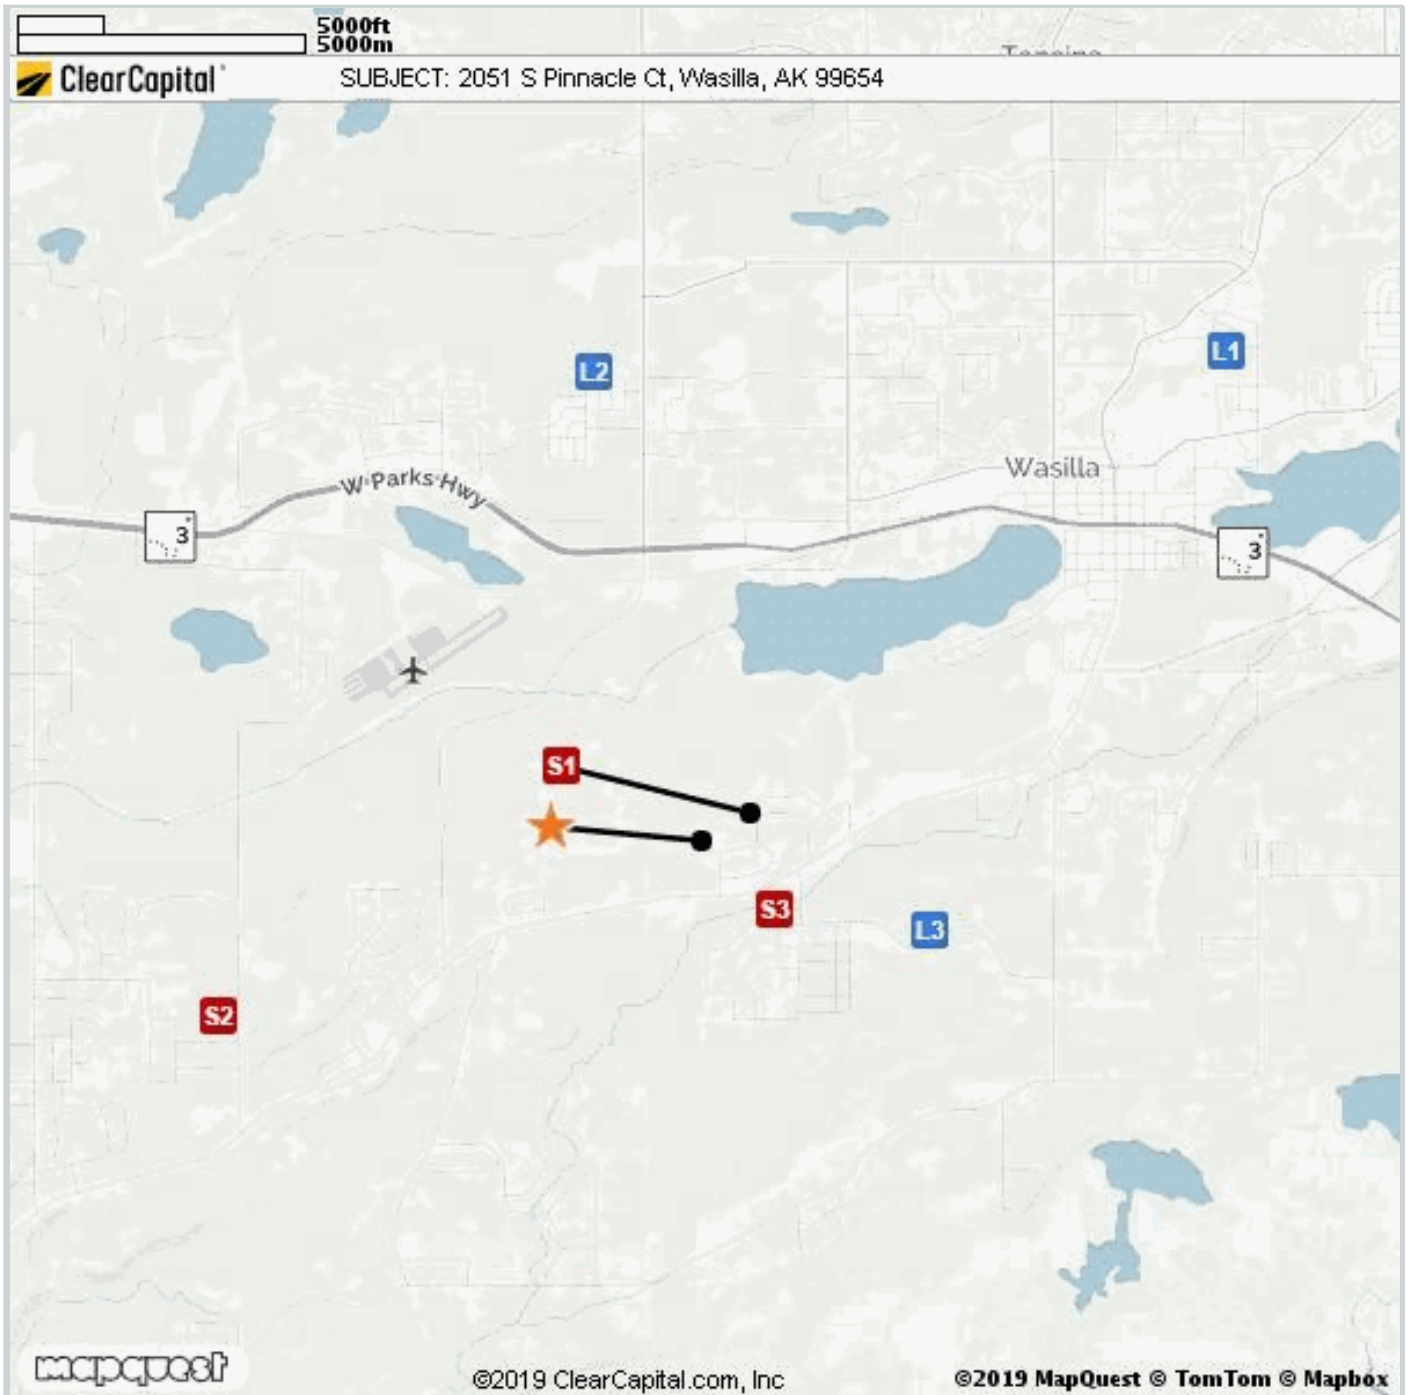 5000ft
5000m
ClearCapital
SUBJECT: 2051 S Pinnacle Ct, Wasilla, AK 99654
L1
L2
Wasilla
W Parks Hwy
3
3
S1
S3
L3
S2
mapquest
©2019 ClearCapital.com, Inc
©2019 MapQuest © TomTom © Mapbox